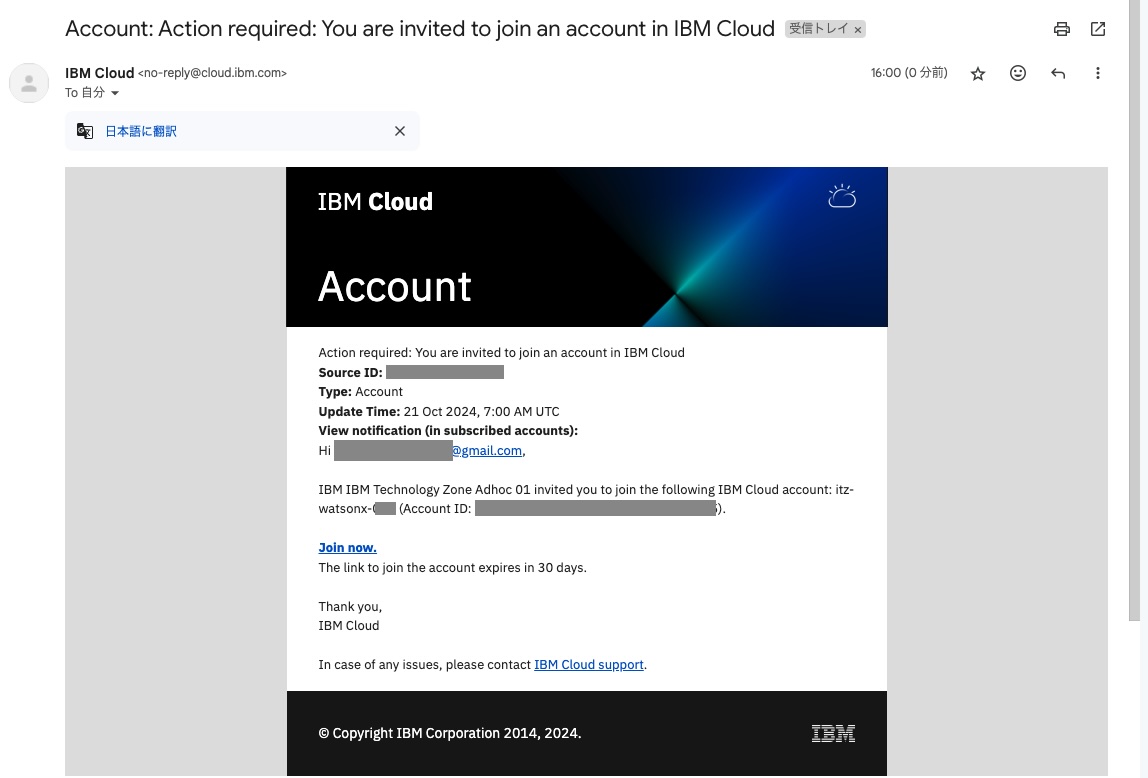 Account: Action required: You are invited to join an account in IBM Cloud 受信トレイ ×
IBM Cloud <no-reply@cloud.ibm.com> 16:00 (0 分前)
To 自分
日本語に翻訳
IBM Cloud
Account
Action required: You are invited to join an account in IBM Cloud
Source ID:
Type: Account
Update Time: 21 Oct 2024, 7:00 AM UTC
View notification (in subscribed accounts):
Hi @gmail.com,
IBM IBM Technology Zone Adhoc 01 invited you to join the following IBM Cloud account: itz-
watsonx- (Account ID: ).
Join now.
The link to join the account expires in 30 days.
Thank you,
IBM Cloud
In case of any issues, please contact IBM Cloud support.
© Copyright IBM Corporation 2014, 2024. IBM